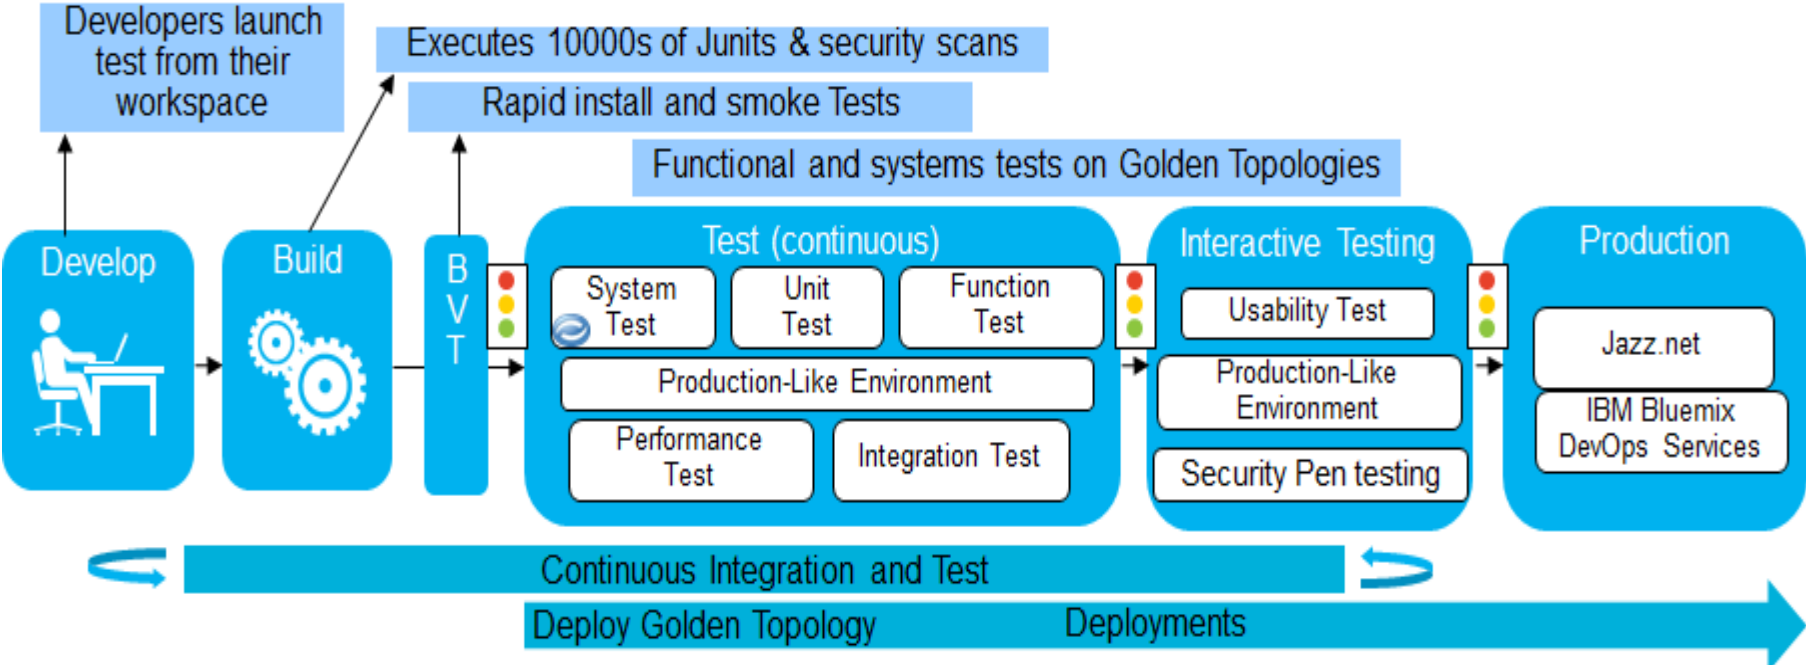 Developers launch
test from their
workspace
Executes 10000s of Junits & security scans
Rapid install and smoke Tests
Functional and systems tests on Golden Topologies
Develop
Build
B
V
T
Test (continuous)
System
Test
Unit
Test
Function
Test
Production-Like Environment
Performance
Test
Integration Test
Interactive Testing
Usability Test
Production-Like
Environment
Security Pen testing
Production
Jazz.net
IBM Bluemix
DevOps Services
Continuous Integration and Test
Deploy Golden Topology
Deployments